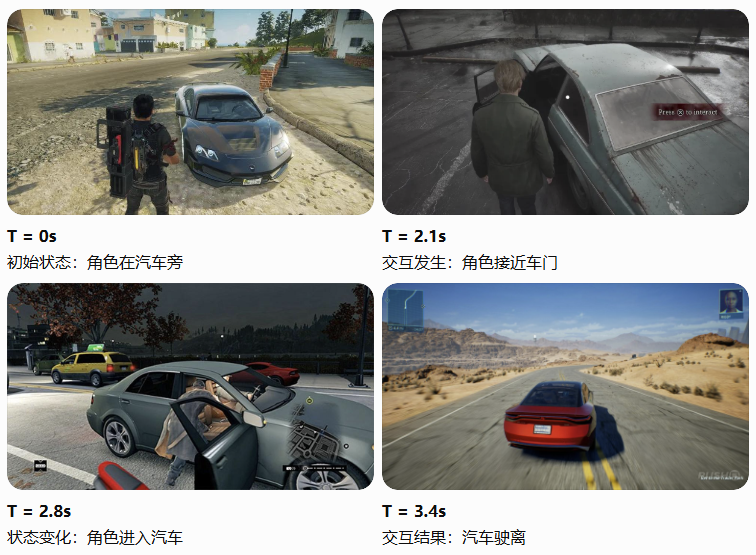 Press ⓧ to interact
T = 0s
初始状态：角色在汽车旁
T = 2.1s
交互发生：角色接近车门
RUSH
T = 2.8s
状态变化：角色进入汽车
T = 3.4s
交互结果：汽车驶离